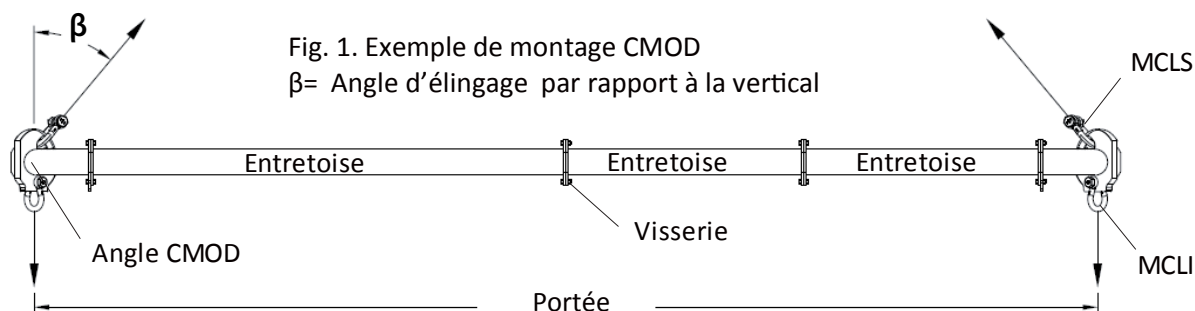 β
Fig. 1. Exemple de montage CMOD
β= Angle d'élingage par rapport à la vertical
MCLS
Entretoise Entretoise Entretoise
Visserie
Angle CMOD
MCLI
Portée